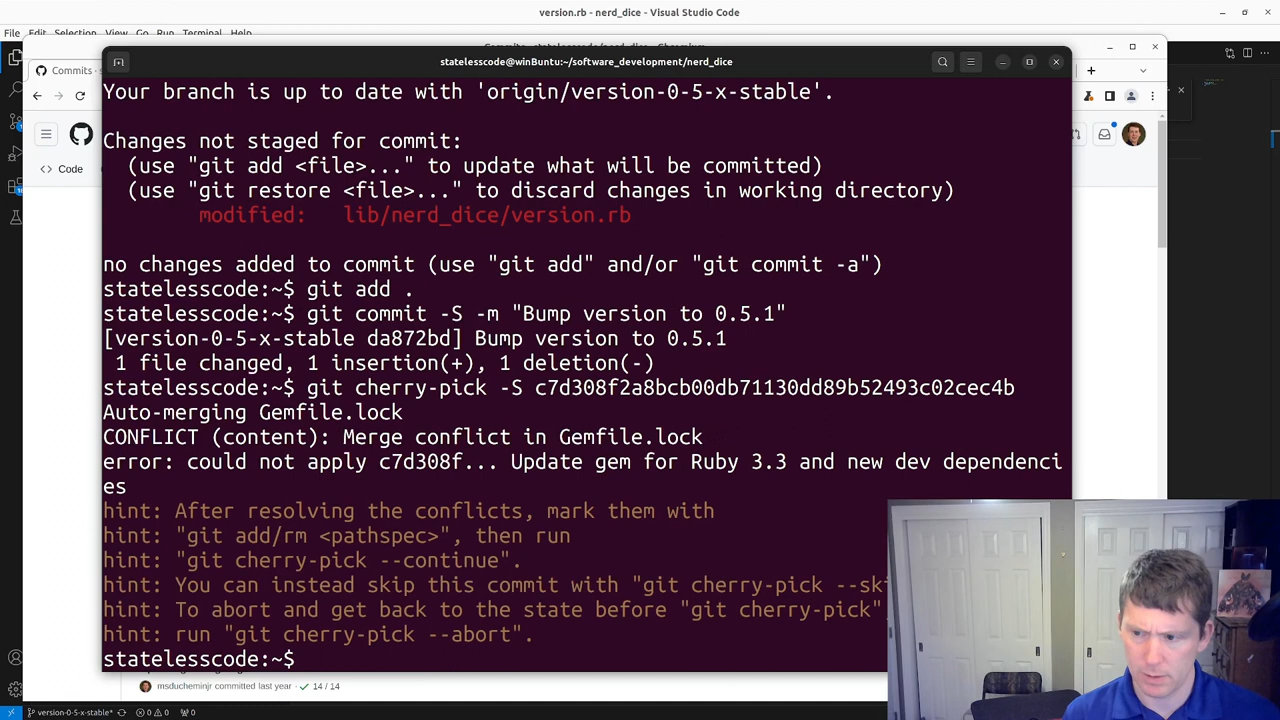 version.rb - nerd_dice - Visual Studio Code
File Edit Selection View Go Run Terminal Help
Commits · s
statelesscode@winBuntu:~/software_development/nerd_dice
Code
Your branch is up to date with 'origin/version-0-5-x-stable'.
Changes not staged for commit:
(use "git add <file>..." to update what will be committed)
(use "git restore <file>..." to discard changes in working directory)
modified: lib/nerd_dice/version.rb
no changes added to commit (use "git add" and/or "git commit -a")
statelesscode:~$ git add .
statelesscode:~$ git commit -S -m "Bump version to 0.5.1"
[version-0-5-x-stable da872bd] Bump version to 0.5.1
1 file changed, 1 insertion(+), 1 deletion(-)
statelesscode:~$ git cherry-pick -S c7d308f2a8bcb00db71130dd89b52493c02cec4b
Auto-merging Gemfile.lock
CONFLICT (content): Merge conflict in Gemfile.lock
error: could not apply c7d308f... Update gem for Ruby 3.3 and new dev dependenci
es
hint: After resolving the conflicts, mark them with
hint: "git add/rm <pathspec>", then run
hint: "git cherry-pick --continue".
hint: You can instead skip this commit with "git cherry-pick --ski
hint: To abort and get back to the state before "git cherry-pick"
hint: run "git cherry-pick --abort".
statelesscode:~$
msducheminjr committed last year · 14 / 14
version-0-5-x-stable* 0 0 0